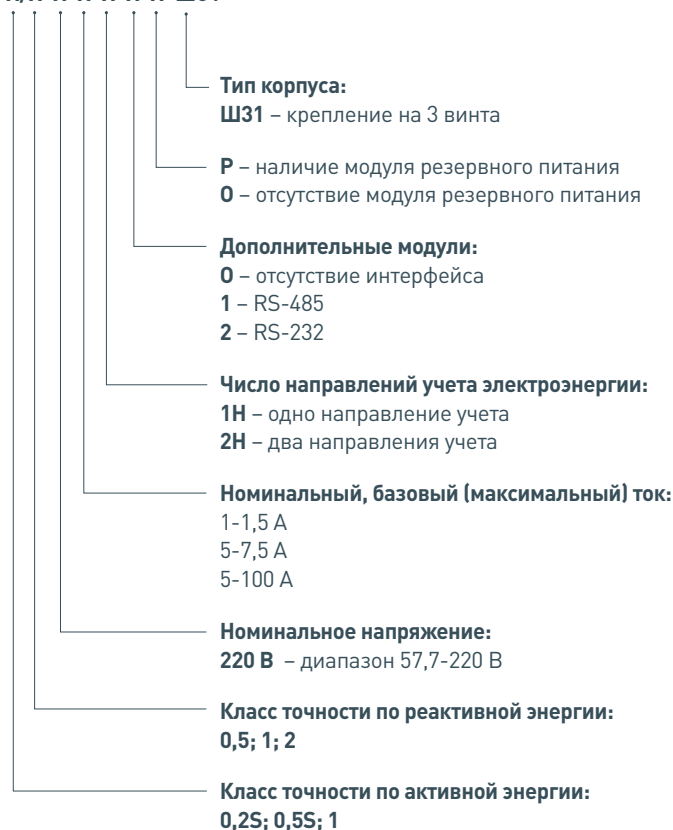 Тип корпуса:
Ш31 – крепление на 3 винта
Р – наличие модуля резервного питания
0 – отсутствие модуля резервного питания
Дополнительные модули:
0 – отсутствие интерфейса
1 – RS-485
2 – RS-232
Число направлений учета электроэнергии:
1Н – одно направление учета
2Н – два направления учета
Номинальный, базовый (максимальный) ток:
1-1,5 А
5-7,5 А
5-100 А
Номинальное напряжение:
220 В – диапазон 57,7-220 В
Класс точности по реактивной энергии:
0,5; 1; 2
Класс точности по активной энергии:
0,2S; 0,5S; 1